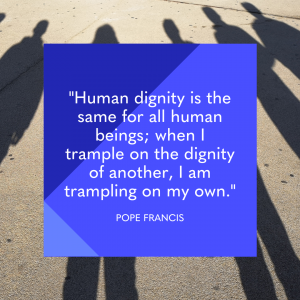 "Human dignity is the
same for all human
beings; when I
trample on the dignity
of another, I am
trampling on my own."
POPE FRANCIS